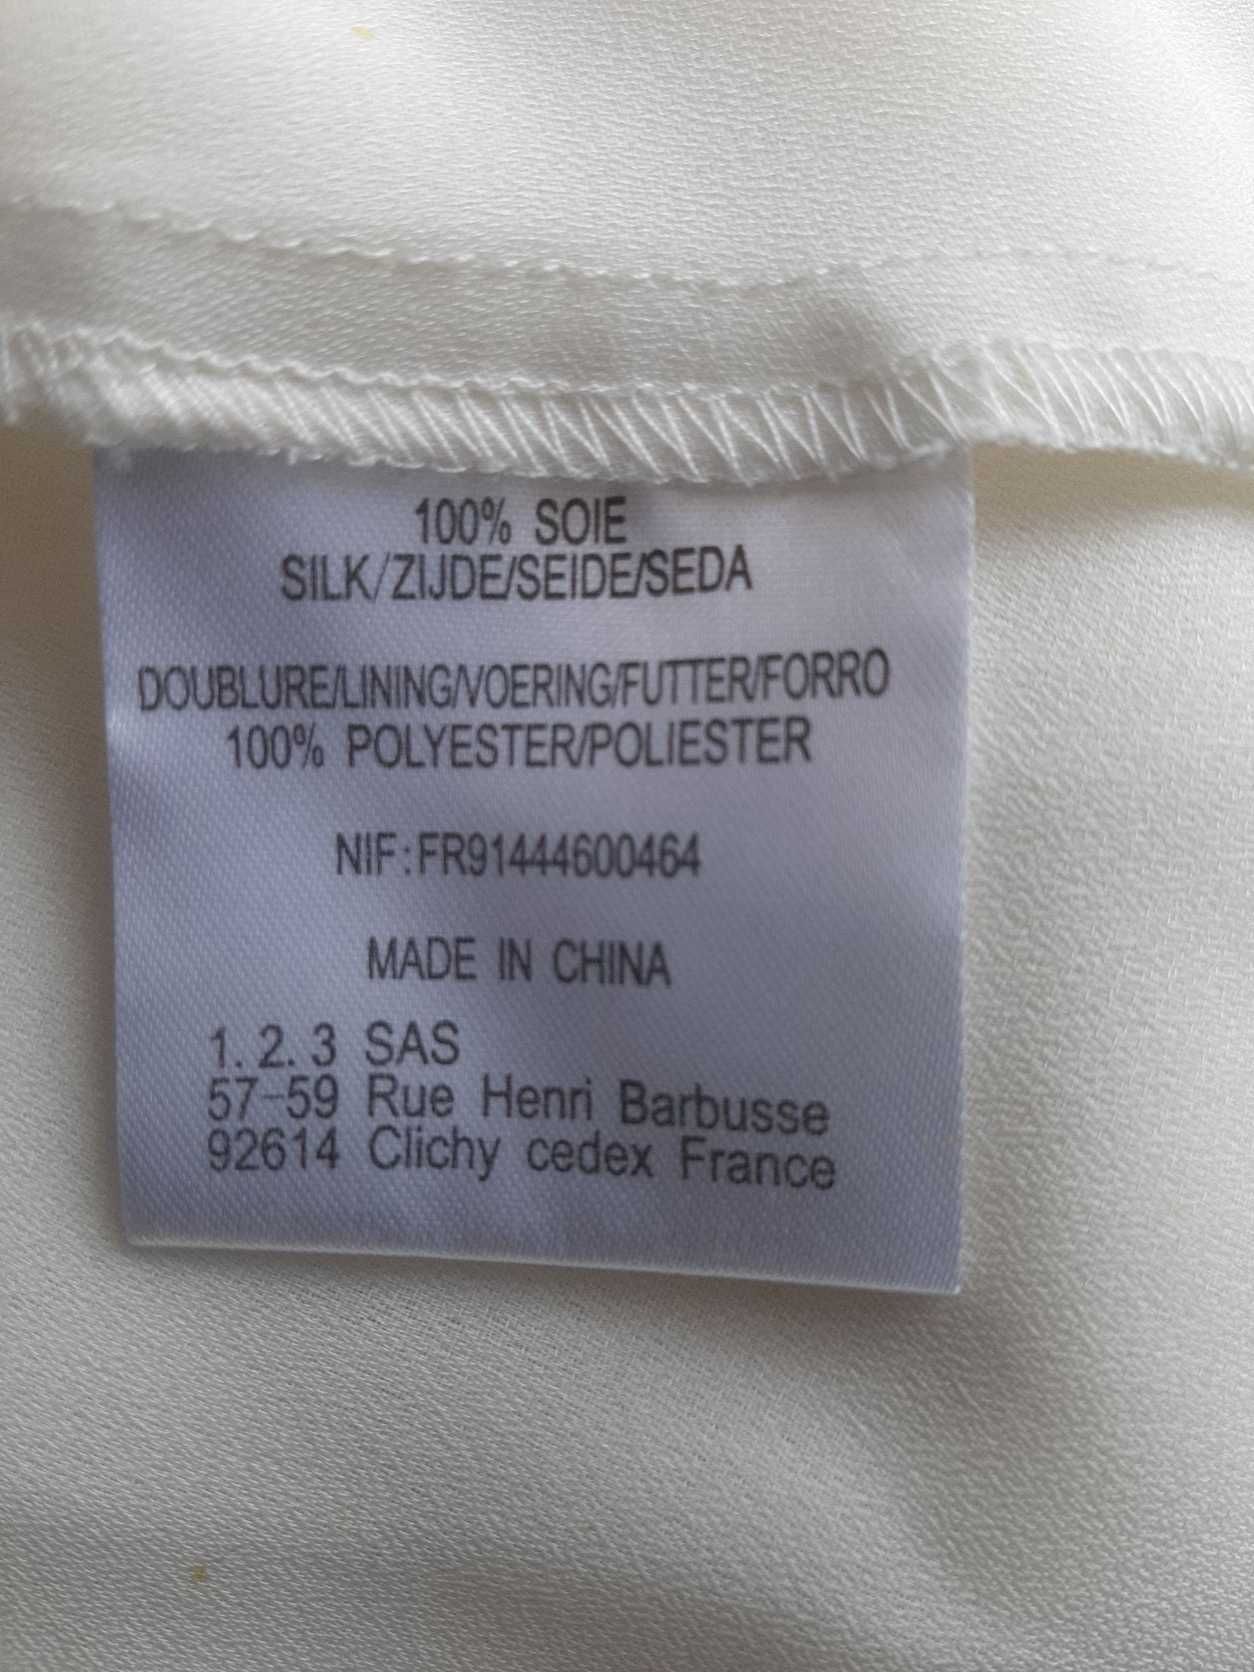 100% SOIE
SILK/ZIJDE/SEIDE/SEDA
DOUBLURE/LINING/VOERING/FUTTER/FORRO
100% POLYESTER/POLIESTER
NIF:FR91444600464
MADE IN CHINA
1.2.3 SAS
57-59 Rue Henri Barbusse
92614 Clichy cedex France